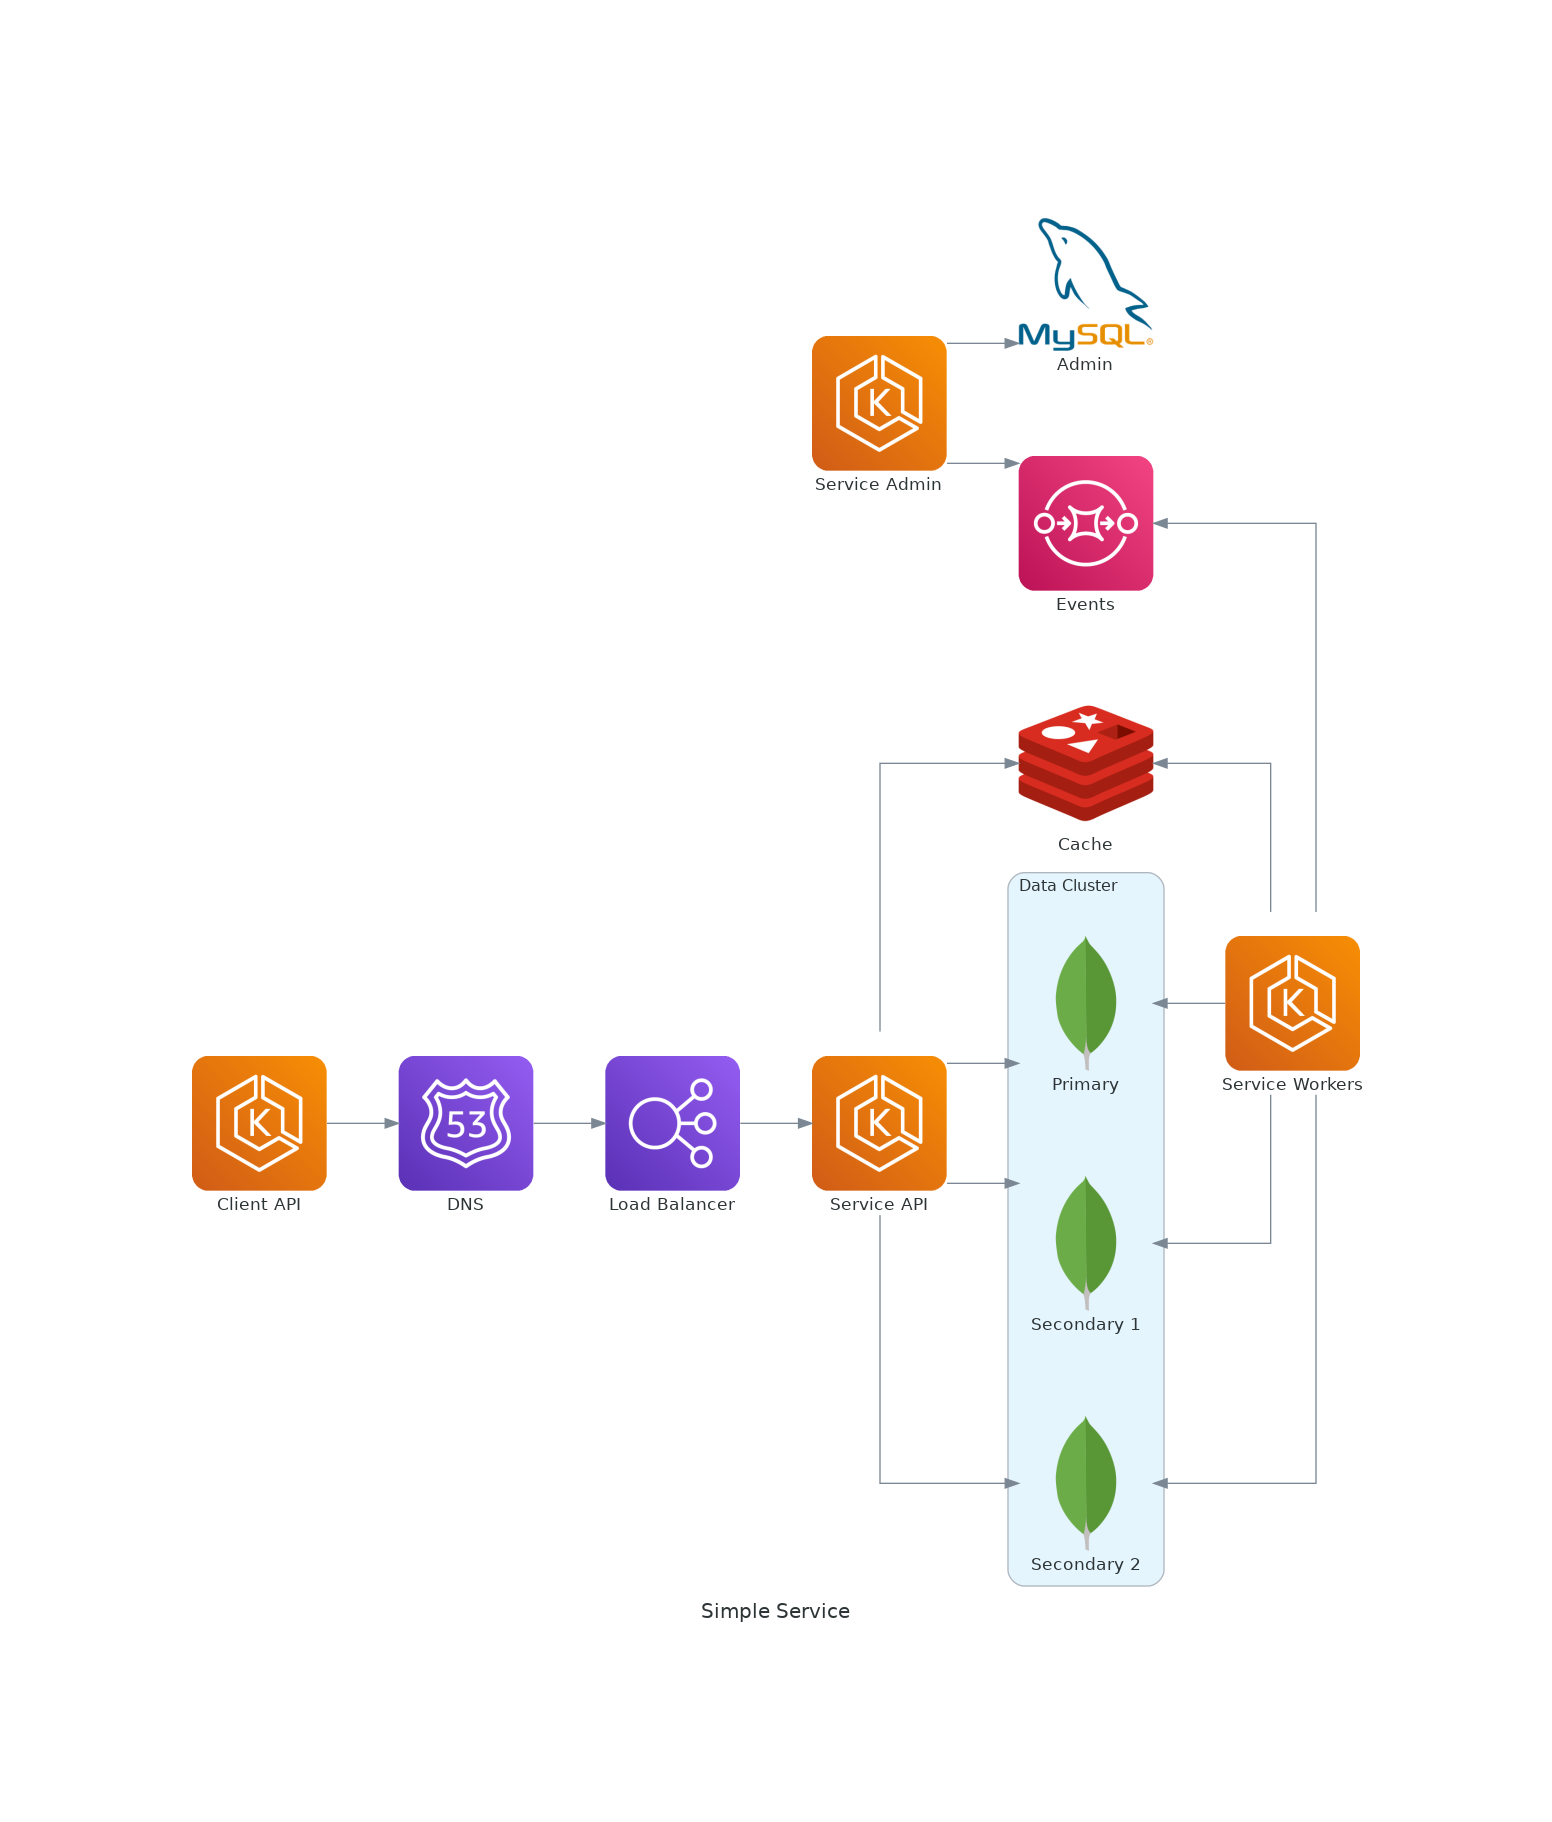 MySQL®
Admin
Service Admin
Events
Cache
Data Cluster
K
K
Primary
Service Workers
K
53
K
Client API
DNS
Load Balancer
Service API
Secondary 1
Secondary 2
Simple Service